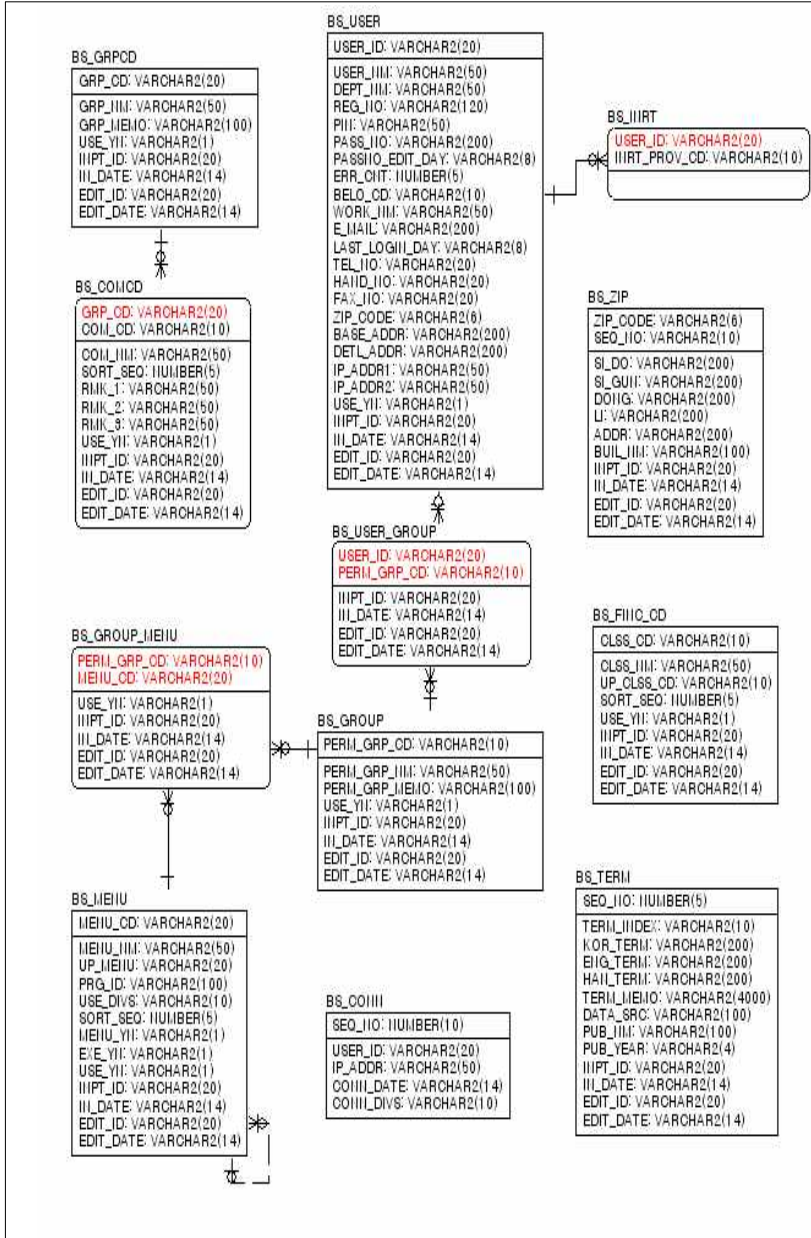 BS_USER
USER_ID: VARCHAR2(20)
USER_NM: VARCHAR2(50)
DEPT_NM: VARCHAR2(50)
REG_NO: VARCHAR2(120)
PIN: VARCHAR2(50)
PASS_NO: VARCHAR2(200)
PASSNO_EDIT_DAY: VARCHAR2(8)
ERR_CNT: NUMBER(5)
BELO_CD: VARCHAR2(10)
WORK_NM: VARCHAR2(50)
E_MAIL: VARCHAR2(200)
LAST_LOGIN_DAY: VARCHAR2(8)
TEL_NO: VARCHAR2(20)
HAND_NO: VARCHAR2(20)
FAX_NO: VARCHAR2(20)
ZIP_CODE: VARCHAR2(6)
BASE_ADDR: VARCHAR2(200)
DETL_ADDR: VARCHAR2(200)
IP_ADDR1: VARCHAR2(50)
IP_ADDR2: VARCHAR2(50)
USE_YN: VARCHAR2(1)
INPT_ID: VARCHAR2(20)
IN_DATE: VARCHAR2(14)
EDIT_ID: VARCHAR2(20)
EDIT_DATE: VARCHAR2(14)
BS_GRPCD
GRP_CD: VARCHAR2(20)
GRP_NM: VARCHAR2(50)
GRP_MEMO: VARCHAR2(100)
USE_YN: VARCHAR2(1)
INPT_ID: VARCHAR2(20)
IN_DATE: VARCHAR2(14)
EDIT_ID: VARCHAR2(20)
EDIT_DATE: VARCHAR2(14)
BS_INRT
USER_ID: VARCHAR2(20)
INRT_PROV_CD: VARCHAR2(10)
BS_COMCD
GRP_CD: VARCHAR2(20)
COM_CD: VARCHAR2(10)
COM_NM: VARCHAR2(50)
SORT_SEQ: NUMBER(5)
RMK_1: VARCHAR2(50)
RMK_2: VARCHAR2(50)
RMK_3: VARCHAR2(50)
USE_YN: VARCHAR2(1)
INPT_ID: VARCHAR2(20)
IN_DATE: VARCHAR2(14)
EDIT_ID: VARCHAR2(20)
EDIT_DATE: VARCHAR2(14)
BS_ZIP
ZIP_CODE: VARCHAR2(6)
SEQ_NO: VARCHAR2(10)
SI_DO: VARCHAR2(200)
SI_GUN: VARCHAR2(200)
DONG: VARCHAR2(200)
LI: VARCHAR2(200)
ADDR: VARCHAR2(200)
BUIL_NM: VARCHAR2(100)
INPT_ID: VARCHAR2(20)
IN_DATE: VARCHAR2(14)
EDIT_ID: VARCHAR2(20)
EDIT_DATE: VARCHAR2(14)
BS_USER_GROUP
USER_ID: VARCHAR2(20)
PERM_GRP_CD: VARCHAR2(10)
INPT_ID: VARCHAR2(20)
IN_DATE: VARCHAR2(14)
EDIT_ID: VARCHAR2(20)
EDIT_DATE: VARCHAR2(14)
BS_FINC_CD
CLSS_CD: VARCHAR2(10)
CLSS_NM: VARCHAR2(50)
UP_CLSS_CD: VARCHAR2(10)
SORT_SEQ: NUMBER(5)
USE_YN: VARCHAR2(1)
INPT_ID: VARCHAR2(20)
IN_DATE: VARCHAR2(14)
EDIT_ID: VARCHAR2(20)
EDIT_DATE: VARCHAR2(14)
BS_GROUP_MENU
PERM_GRP_CD: VARCHAR2(10)
MENU_CD: VARCHAR2(20)
USE_YN: VARCHAR2(1)
INPT_ID: VARCHAR2(20)
IN_DATE: VARCHAR2(14)
EDIT_ID: VARCHAR2(20)
EDIT_DATE: VARCHAR2(14)
BS_GROUP
PERM_GRP_CD: VARCHAR2(10)
PERM_GRP_NM: VARCHAR2(50)
PERM_GRP_MEMO: VARCHAR2(100)
USE_YN: VARCHAR2(1)
INPT_ID: VARCHAR2(20)
IN_DATE: VARCHAR2(14)
EDIT_ID: VARCHAR2(20)
EDIT_DATE: VARCHAR2(14)
BS_MENU
MENU_CD: VARCHAR2(20)
MENU_NM: VARCHAR2(50)
UP_MENU: VARCHAR2(20)
PRG_ID: VARCHAR2(100)
USE_DIVS: VARCHAR2(10)
SORT_SEQ: NUMBER(5)
MENU_YN: VARCHAR2(1)
EXE_YN: VARCHAR2(1)
USE_YN: VARCHAR2(1)
INPT_ID: VARCHAR2(20)
IN_DATE: VARCHAR2(14)
EDIT_ID: VARCHAR2(20)
EDIT_DATE: VARCHAR2(14)
BS_CONN
SEQ_NO: NUMBER(10)
USER_ID: VARCHAR2(20)
IP_ADDR: VARCHAR2(50)
CONN_DATE: VARCHAR2(14)
CONN_DIVS: VARCHAR2(10)
BS_TERM
SEQ_NO: NUMBER(5)
TERM_INDEX: VARCHAR2(10)
KOR_TERM: VARCHAR2(200)
ENG_TERM: VARCHAR2(200)
HAN_TERM: VARCHAR2(200)
TERM_MEMO: VARCHAR2(4000)
DATA_SRC: VARCHAR2(100)
PUB_NM: VARCHAR2(100)
PUB_YEAR: VARCHAR2(4)
INPT_ID: VARCHAR2(20)
IN_DATE: VARCHAR2(14)
EDIT_ID: VARCHAR2(20)
EDIT_DATE: VARCHAR2(14)